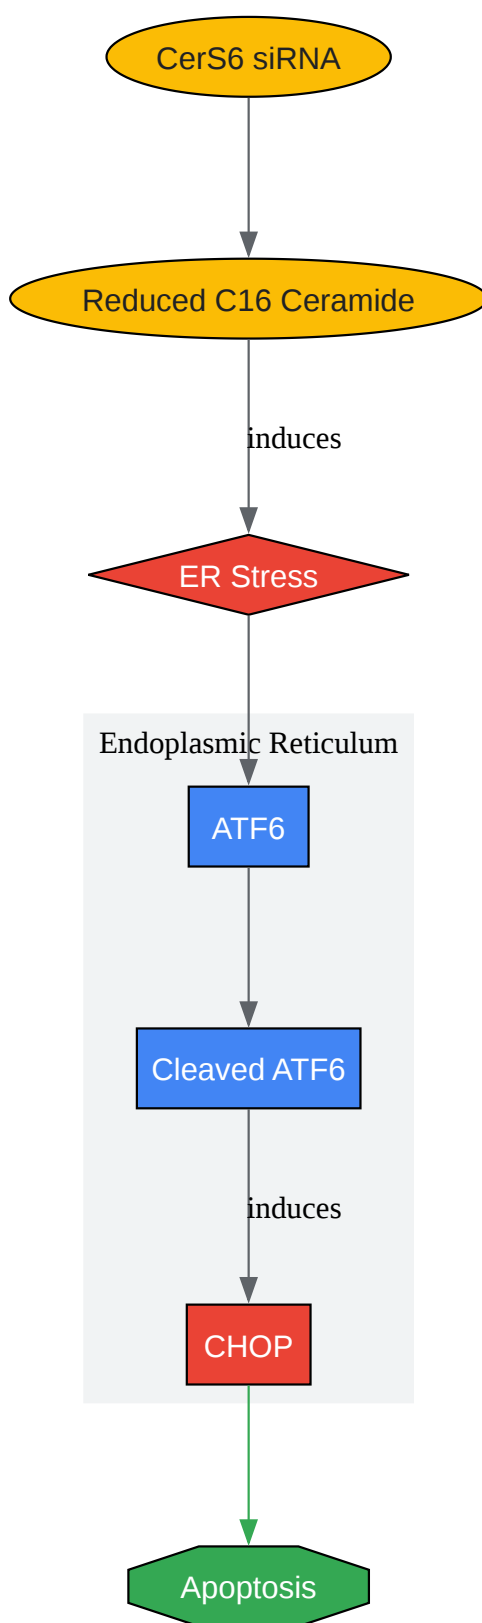 CerS6 siRNA
Reduced C16 Ceramide
induces
ER Stress
Endoplasmic Reticulum
ATF6
Cleaved ATF6
induces
CHOP
Apoptosis